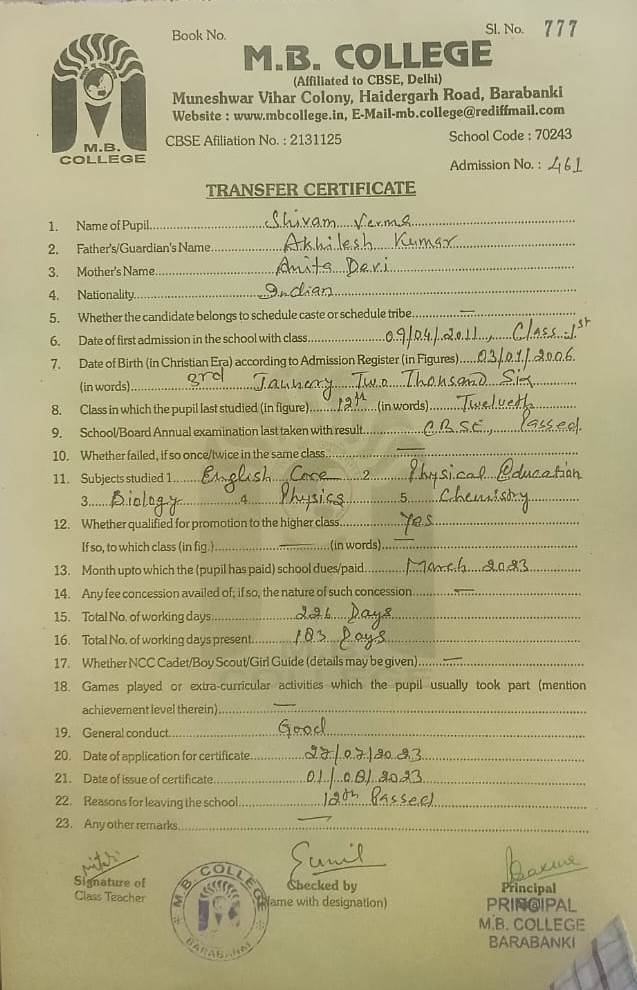 Book No.
Sl. No. 777
M.B. COLLEGE
(Affiliated to CBSE, Delhi)
Muneshwar Vihar Colony, Haidergarh Road, Barabanki
Website : www.mbcollege.in, E-Mail-mb.college@rediffmail.com
M.B. COLLEGE
CBSE Afiliation No. : 2131125
School Code : 70243
Admission No. : 461
TRANSFER CERTIFICATE
1. Name of Pupil Shivam Verma
2. Father's/Guardian's Name Akhilesh Kumar
3. Mother's Name Anita Devi
4. Nationality Indian
5. Whether the candidate belongs to schedule caste or schedule tribe —
6. Date of first admission in the school with class 09/04/2011, Class-1st
7. Date of Birth (in Christian Era) according to Admission Register (in Figures) 03/01/2006
(in words) 3rd Two Thousand Six
8. Class in which the pupil last studied (in figure) 12th (in words)
9. School/Board Annual examination last taken with result C.B.S.E., Passed
10. Whether failed, if so once/twice in the same class —
11. Subjects studied 1. English Core 2. Physical Education
3. Biology 4. Physics 5. Chemistry
12. Whether qualified for promotion to the higher class Yes
If so, to which class (in fig.) — (in words) —
13. Month upto which the (pupil has paid) school dues/paid March 2023
14. Any fee concession availed of; if so, the nature of such concession —
15. Total No. of working days 226 Days
16. Total No. of working days present 183 Days
17. Whether NCC Cadet/Boy Scout/Girl Guide (details may be given) —
18. Games played or extra-curricular activities which the pupil usually took part (mention
achievement level therein) —
19. General conduct Good
20. Date of application for certificate 27/07/2023
21. Date of issue of certificate 01/08/2023
22. Reasons for leaving the school 12th Passed
23. Any other remarks —
Sunil
Signature of
Class Teacher
M.B. COLLEGE
BARABANKI
Checked by
(Name with designation)
Principal
PRINCIPAL
M.B. COLLEGE
BARABANKI